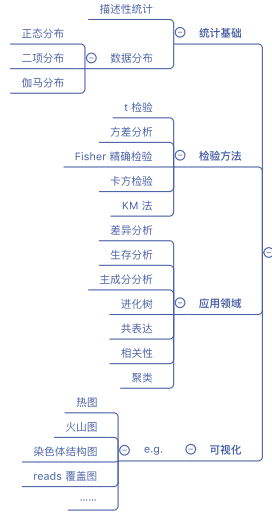 描述性统计
统计基础
正态分布
二项分布
数据分布
伽马分布
t 检验
方差分析
Fisher 精确检验
检验方法
卡方检验
KM 法
差异分析
生存分析
主成分分析
进化树
应用领域
共表达
相关性
聚类
热图
火山图
染色体结构图
e.g.
可视化
reads 覆盖图
……